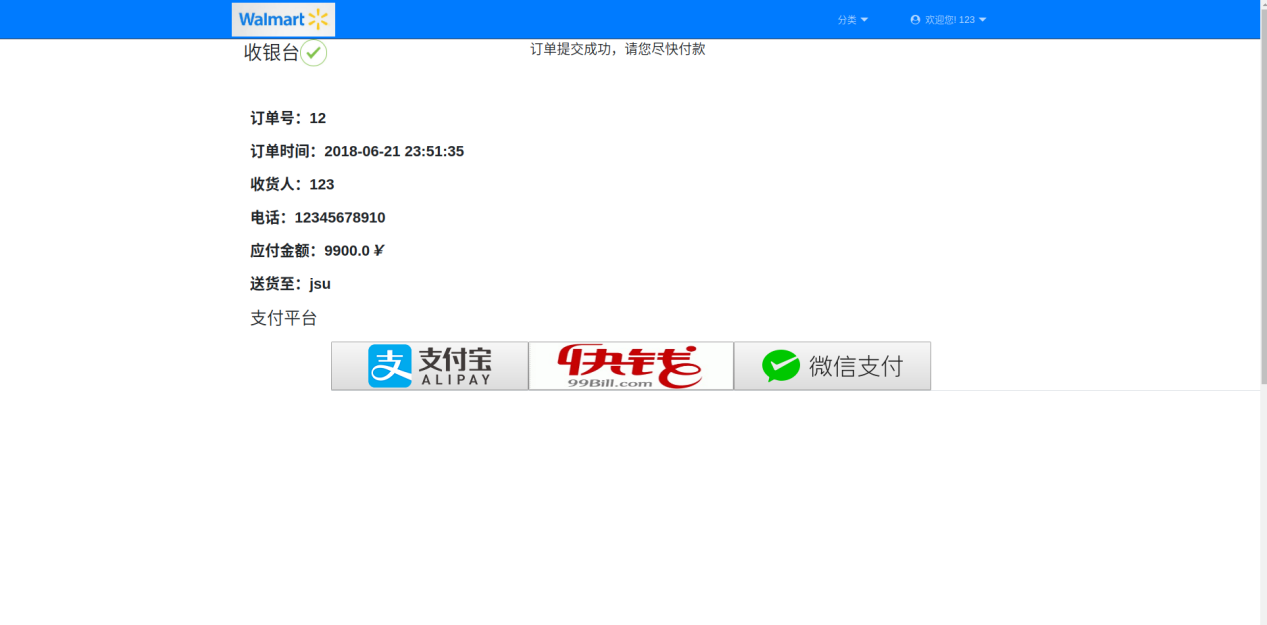 Walmart
分类
欢迎您! 123
收银台
订单提交成功，请您尽快付款
订单号：12
订单时间：2018-06-21 23:51:35
收货人：123
电话：12345678910
应付金额：9900.0￥
送货至：jsu
支付平台
支付宝
ALIPAY
快钱
99Bill.com
微信支付